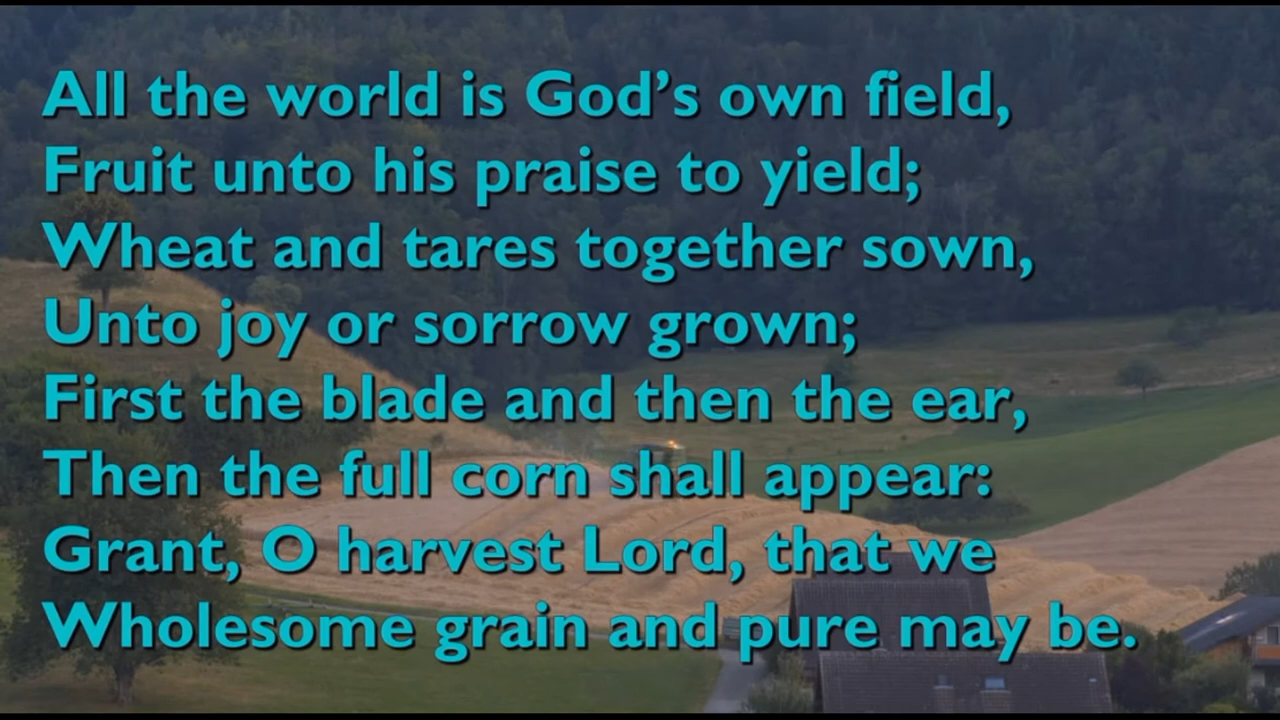 All the world is God’s own field,
Fruit unto his praise to yield;
Wheat and tares together sown,
Unto joy or sorrow grown;
First the blade and then the ear,
Then the full corn shall appear:
Grant, O harvest Lord, that we
Wholesome grain and pure may be.